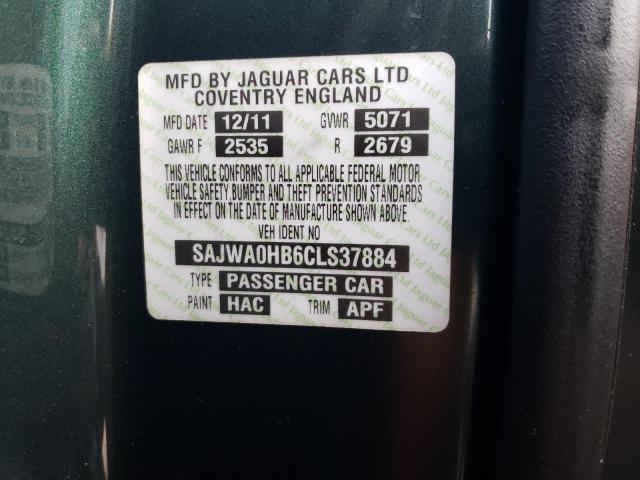 MFD BY JAGUAR CARS LTD
COVENTRY ENGLAND
MFD DATE 12/11 GVWR 5071
GAWR F 2535 R 2679
THIS VEHICLE CONFORMS TO ALL APPLICABLE FEDERAL MOTOR
VEHICLE SAFETY,BUMPER AND THEFT PREVENTION STANDARDS
IN EFFECT ON THE DATE OF MANUFACTURE SHOWN ABOVE.
VEH IDENT NO
SAJWA0HB6CLS37884
TYPE PASSENGER CAR
PAINT HAC TRIM APF